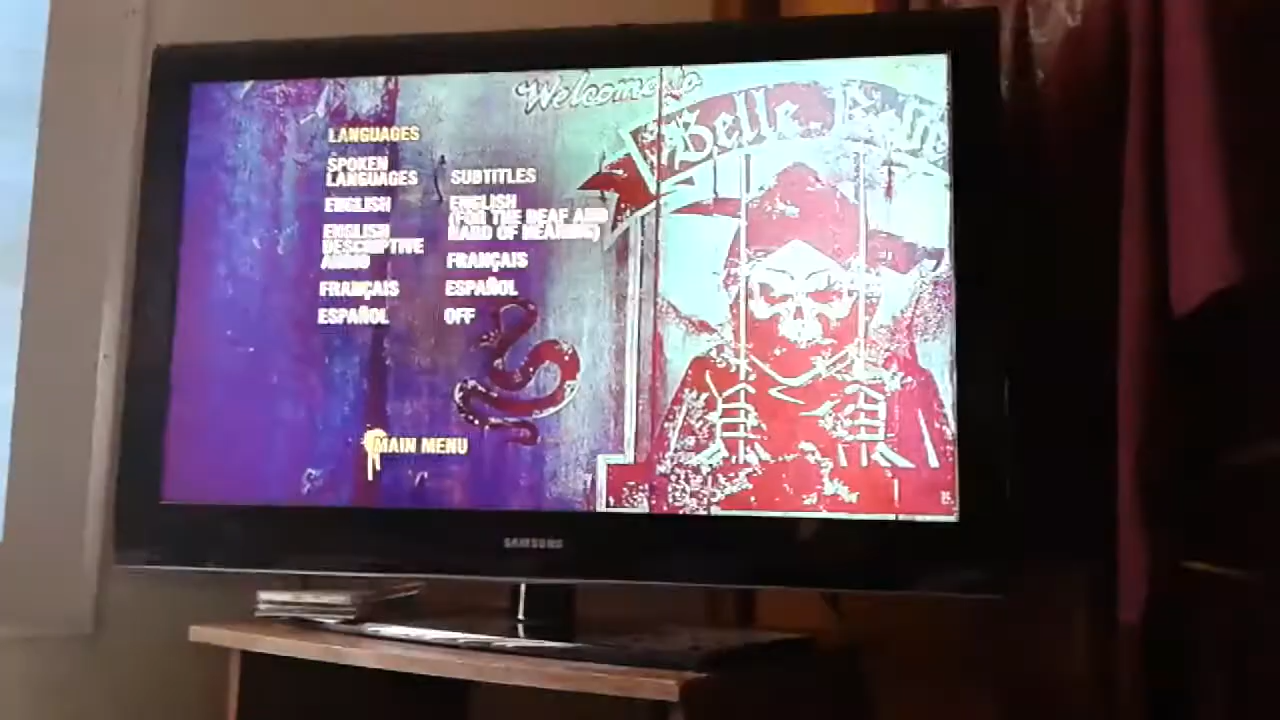 Welcome to
Belle
LANGUAGES
SPOKEN
LANGUAGES
ENGLISH
ENGLISH
DESCRIPTIVE
AUDIO
FRANÇAIS
ESPAÑOL
SUBTITLES
ENGLISH
(FOR THE DEAF AND
HARD OF HEARING)
FRANÇAIS
ESPAÑOL
OFF
MAIN MENU
SAMSUNG